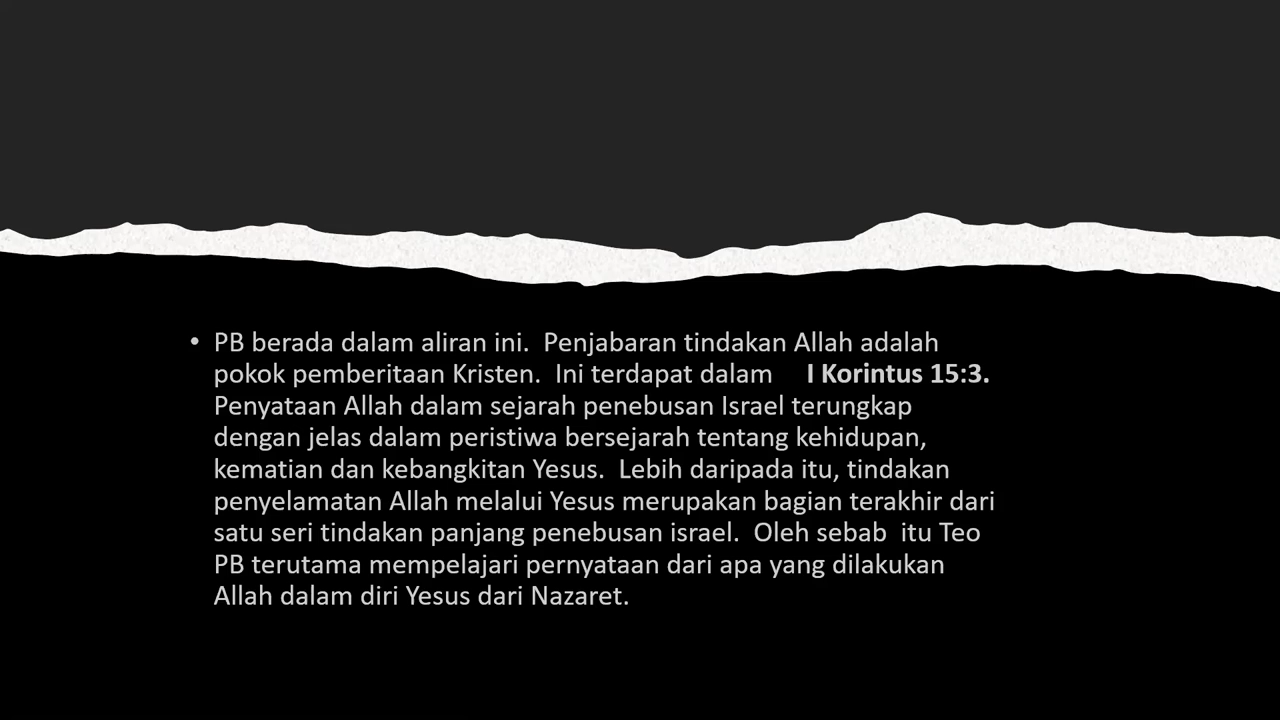 • PB berada dalam aliran ini.  Penjabaran tindakan Allah adalah
pokok pemberitaan Kristen.  Ini terdapat dalam    I Korintus 15:3.
Penyataan Allah dalam sejarah penebusan Israel terungkap
dengan jelas dalam peristiwa bersejarah tentang kehidupan,
kematian dan kebangkitan Yesus.  Lebih daripada itu, tindakan
penyelamatan Allah melalui Yesus merupakan bagian terakhir dari
satu seri tindakan panjang penebusan israel.  Oleh sebab  itu Teo
PB terutama mempelajari pernyataan dari apa yang dilakukan
Allah dalam diri Yesus dari Nazaret.